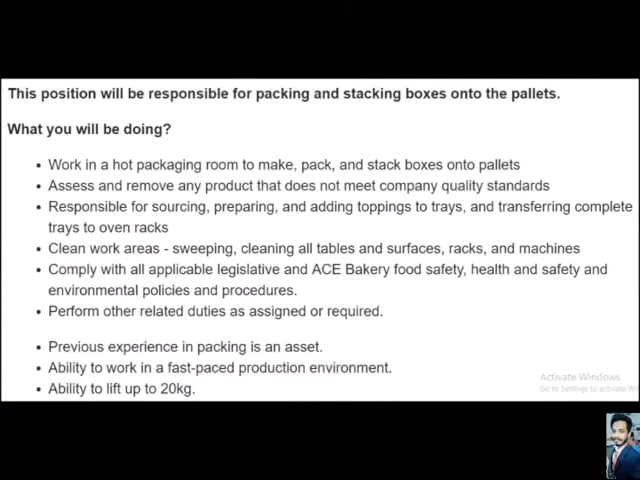 This position will be responsible for packing and stacking boxes onto the pallets.
What you will be doing?
• Work in a hot packaging room to make, pack, and stack boxes onto pallets
• Assess and remove any product that does not meet company quality standards
• Responsible for sourcing, preparing, and adding toppings to trays, and transferring complete
trays to oven racks
• Clean work areas - sweeping, cleaning all tables and surfaces, racks, and machines
• Comply with all applicable legislative and ACE Bakery food safety, health and safety and
environmental policies and procedures.
• Perform other related duties as assigned or required.
• Previous experience in packing is an asset.
• Ability to work in a fast-paced production environment.
• Ability to lift up to 20kg.
Activate Windows
Go to Settings to activate Wi